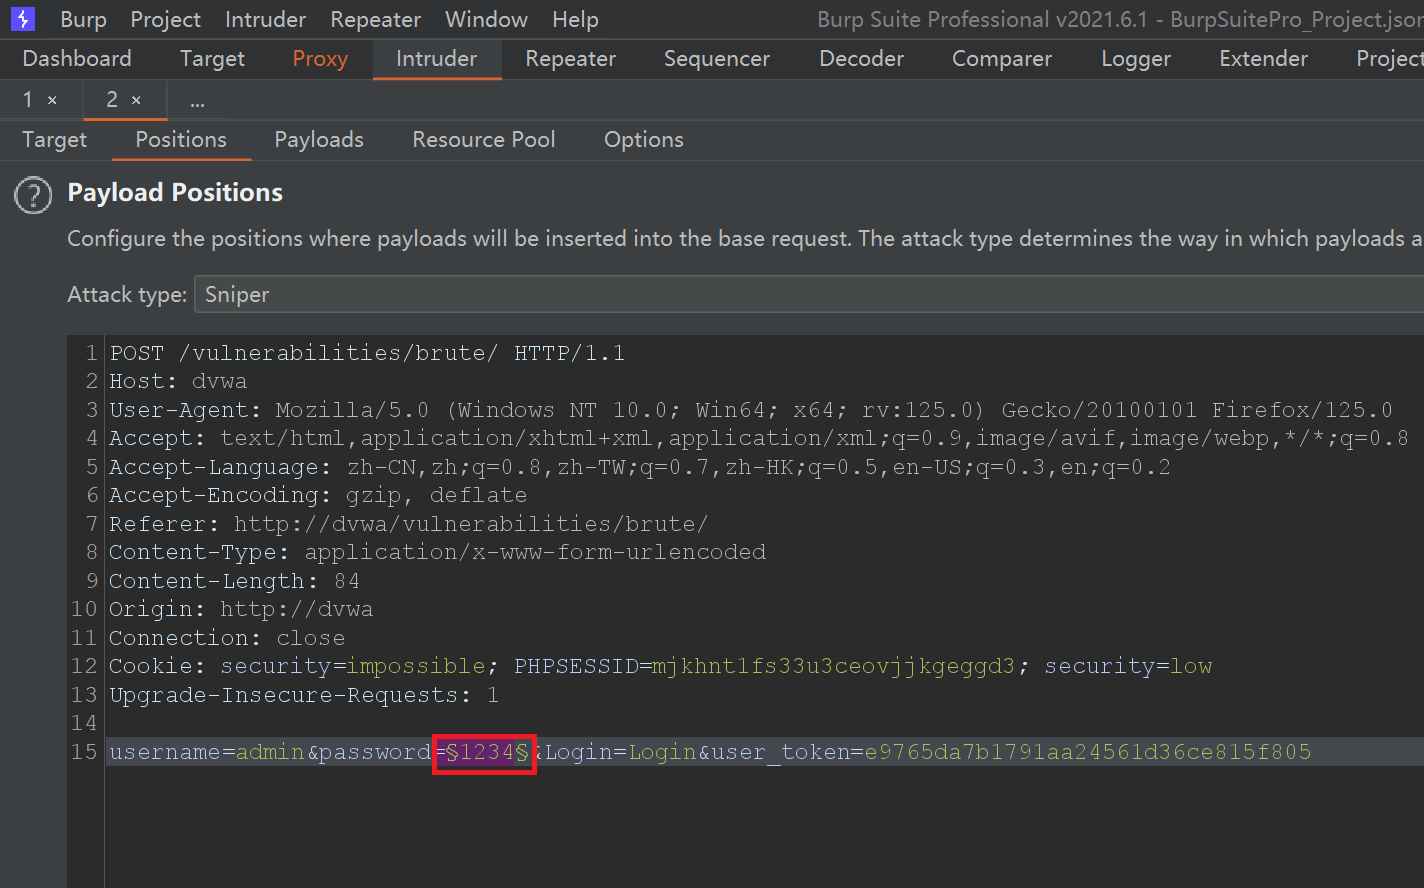 Burp Project Intruder Repeater Window Help Burp Suite Professional v2021.6.1 - BurpSuitePro_Project.json
Dashboard Target Proxy Intruder Repeater Sequencer Decoder Comparer Logger Extender Project
1 × 2 × ...
Target Positions Payloads Resource Pool Options
? Payload Positions
Configure the positions where payloads will be inserted into the base request. The attack type determines the way in which payloads a
Attack type: Sniper
1 POST /vulnerabilities/brute/ HTTP/1.1
2 Host: dvwa
3 User-Agent: Mozilla/5.0 (Windows NT 10.0; Win64; x64; rv:125.0) Gecko/20100101 Firefox/125.0
4 Accept: text/html,application/xhtml+xml,application/xml;q=0.9,image/avif,image/webp,*/*;q=0.8
5 Accept-Language: zh-CN,zh;q=0.8,zh-TW;q=0.7,zh-HK;q=0.5,en-US;q=0.3,en;q=0.2
6 Accept-Encoding: gzip, deflate
7 Referer: http://dvwa/vulnerabilities/brute/
8 Content-Type: application/x-www-form-urlencoded
9 Content-Length: 84
10 Origin: http://dvwa
11 Connection: close
12 Cookie: security=impossible; PHPSESSID=mjkhnt1fs33u3ceovjjkgeggd3; security=low
13 Upgrade-Insecure-Requests: 1
14
15 username=admin&password=§1234§&Login=Login&user_token=e9765da7b1791aa24561d36ce815f805